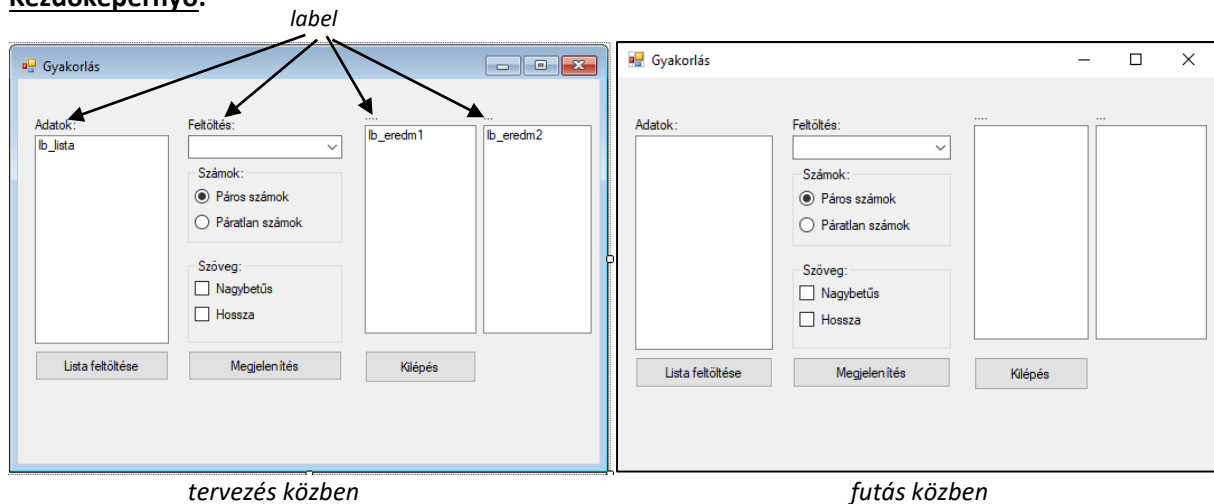 Kezdőképernyő:
label
Gyakorlás
Adatok:
lb_lista
Feltöltés:
Számok:
Páros számok
Páratlan számok
Szöveg:
Nagybetűs
Hossza
....
lb_eredm1
...
lb_eredm2
Lista feltöltése
Megjelenítés
Kilépés
tervezés közben
Gyakorlás
Adatok:
Feltöltés:
Számok:
Páros számok
Páratlan számok
Szöveg:
Nagybetűs
Hossza
....
...
Lista feltöltése
Megjelenítés
Kilépés
futás közben